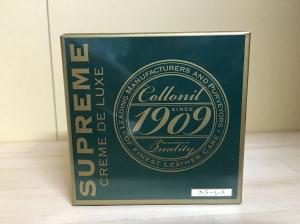 SUPREME
CREME DE LUXE
LEADING MANUFACTURERS AND PURVEYORS
OF FINEST LEATHER CARE
Collonil
SINCE
1909
Premium
Quality
カラーレス